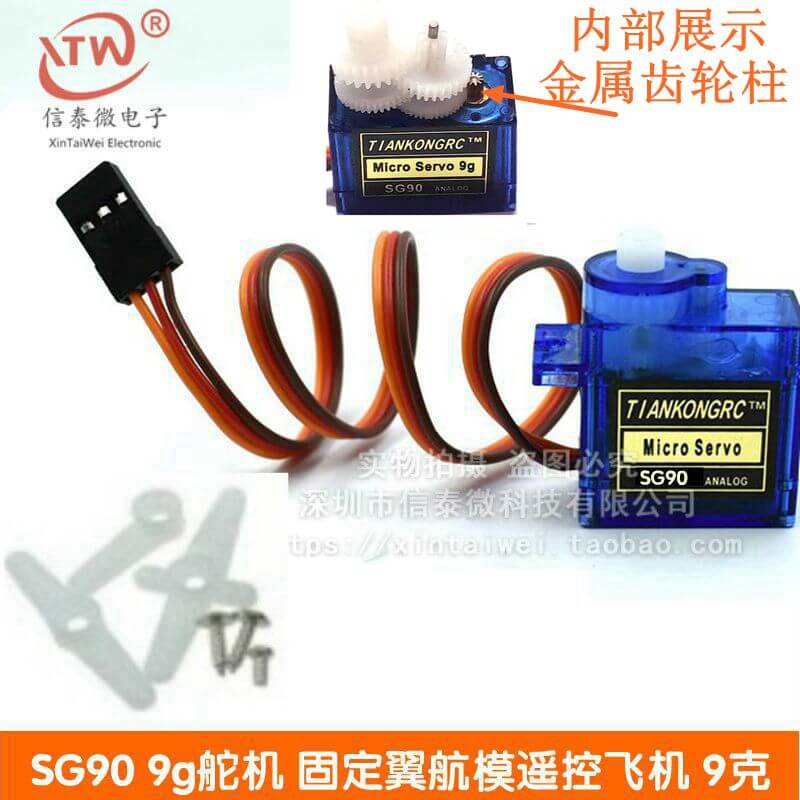 XTW®
信泰微电子
XinTaiWei Electronic
内部展示
金属齿轮柱
TIANKONGRC™
Micro Servo 9g
SG90 ANALOG
TIANKONGRC™
Micro Servo
SG90 ANALOG
实物拍摄 盗图必究
深圳市信泰微科技有限公司
tps://xintaiwei.taobao.com
SG90 9g舵机 固定翼航模遥控飞机 9克